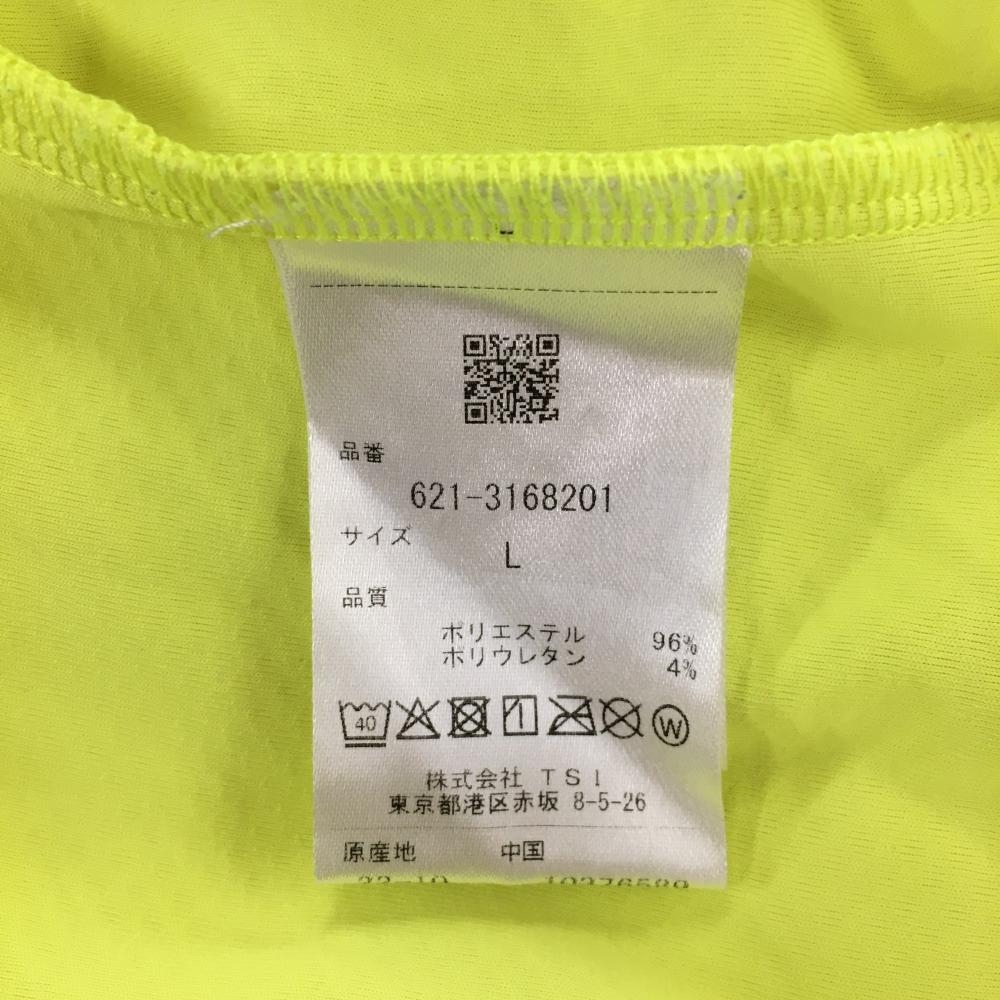 品番
621-3168201
サイズ
L
品質
ポリエステル 96%
ポリウレタン 4%
40 W
株式会社 TSI
東京都港区赤坂 8-5-26
原産地 中国